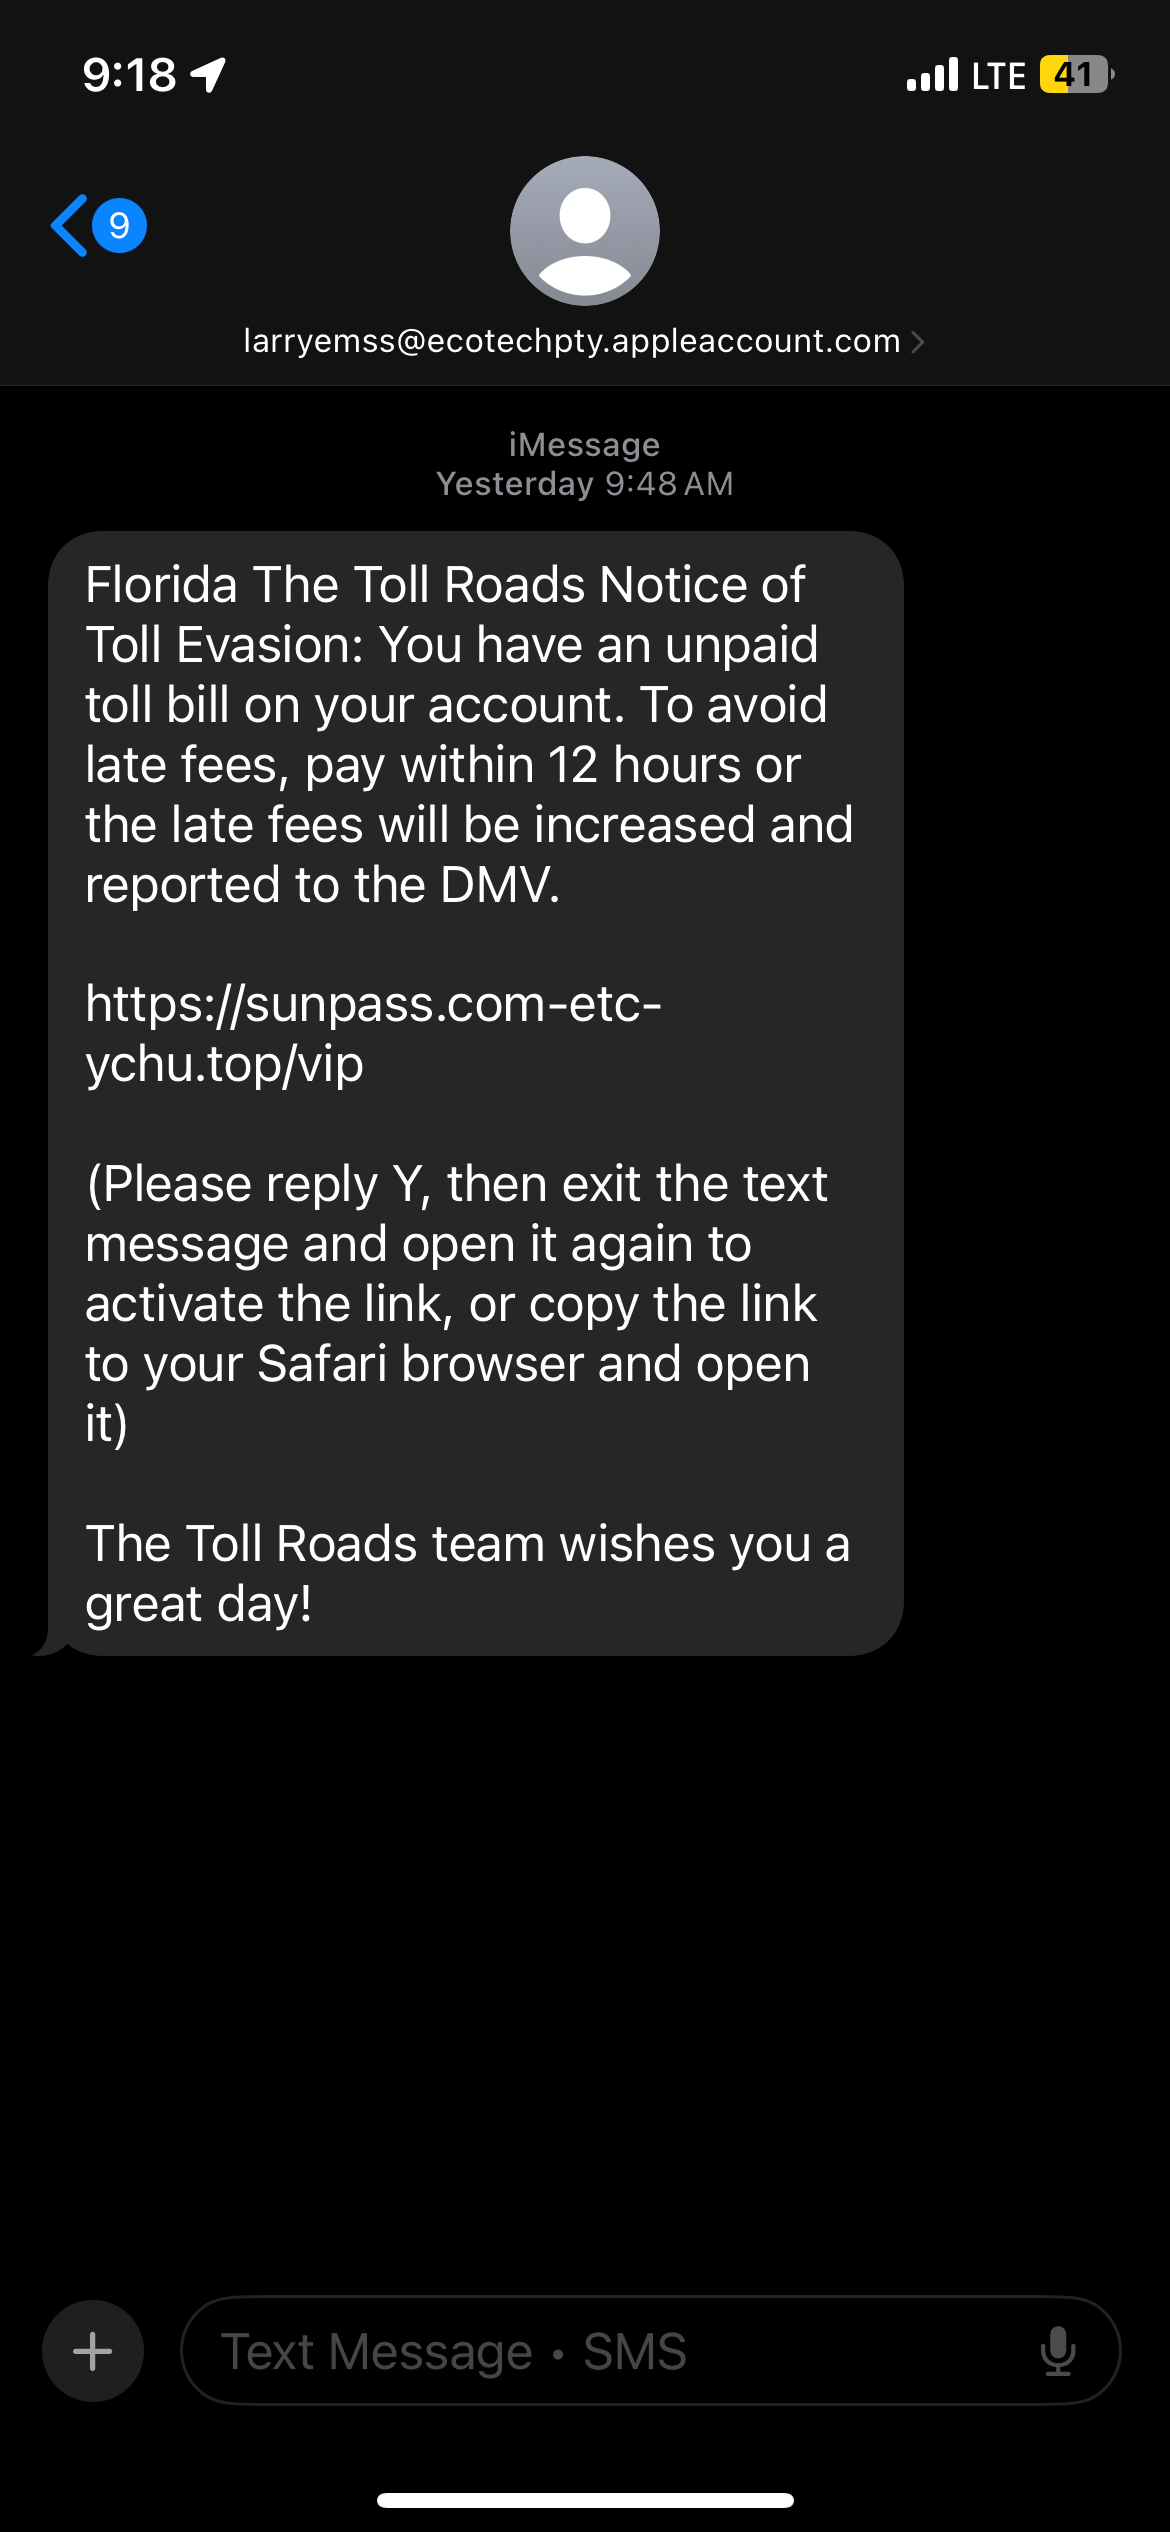 9:18
LTE 41
9
larryemss@ecotechpty.appleaccount.com
iMessage
Yesterday 9:48 AM
Florida The Toll Roads Notice of
Toll Evasion: You have an unpaid
toll bill on your account. To avoid
late fees, pay within 12 hours or
the late fees will be increased and
reported to the DMV.
https://sunpass.com-etc-
ychu.top/vip
(Please reply Y, then exit the text
message and open it again to
activate the link, or copy the link
to your Safari browser and open
it)
The Toll Roads team wishes you a
great day!
Text Message • SMS